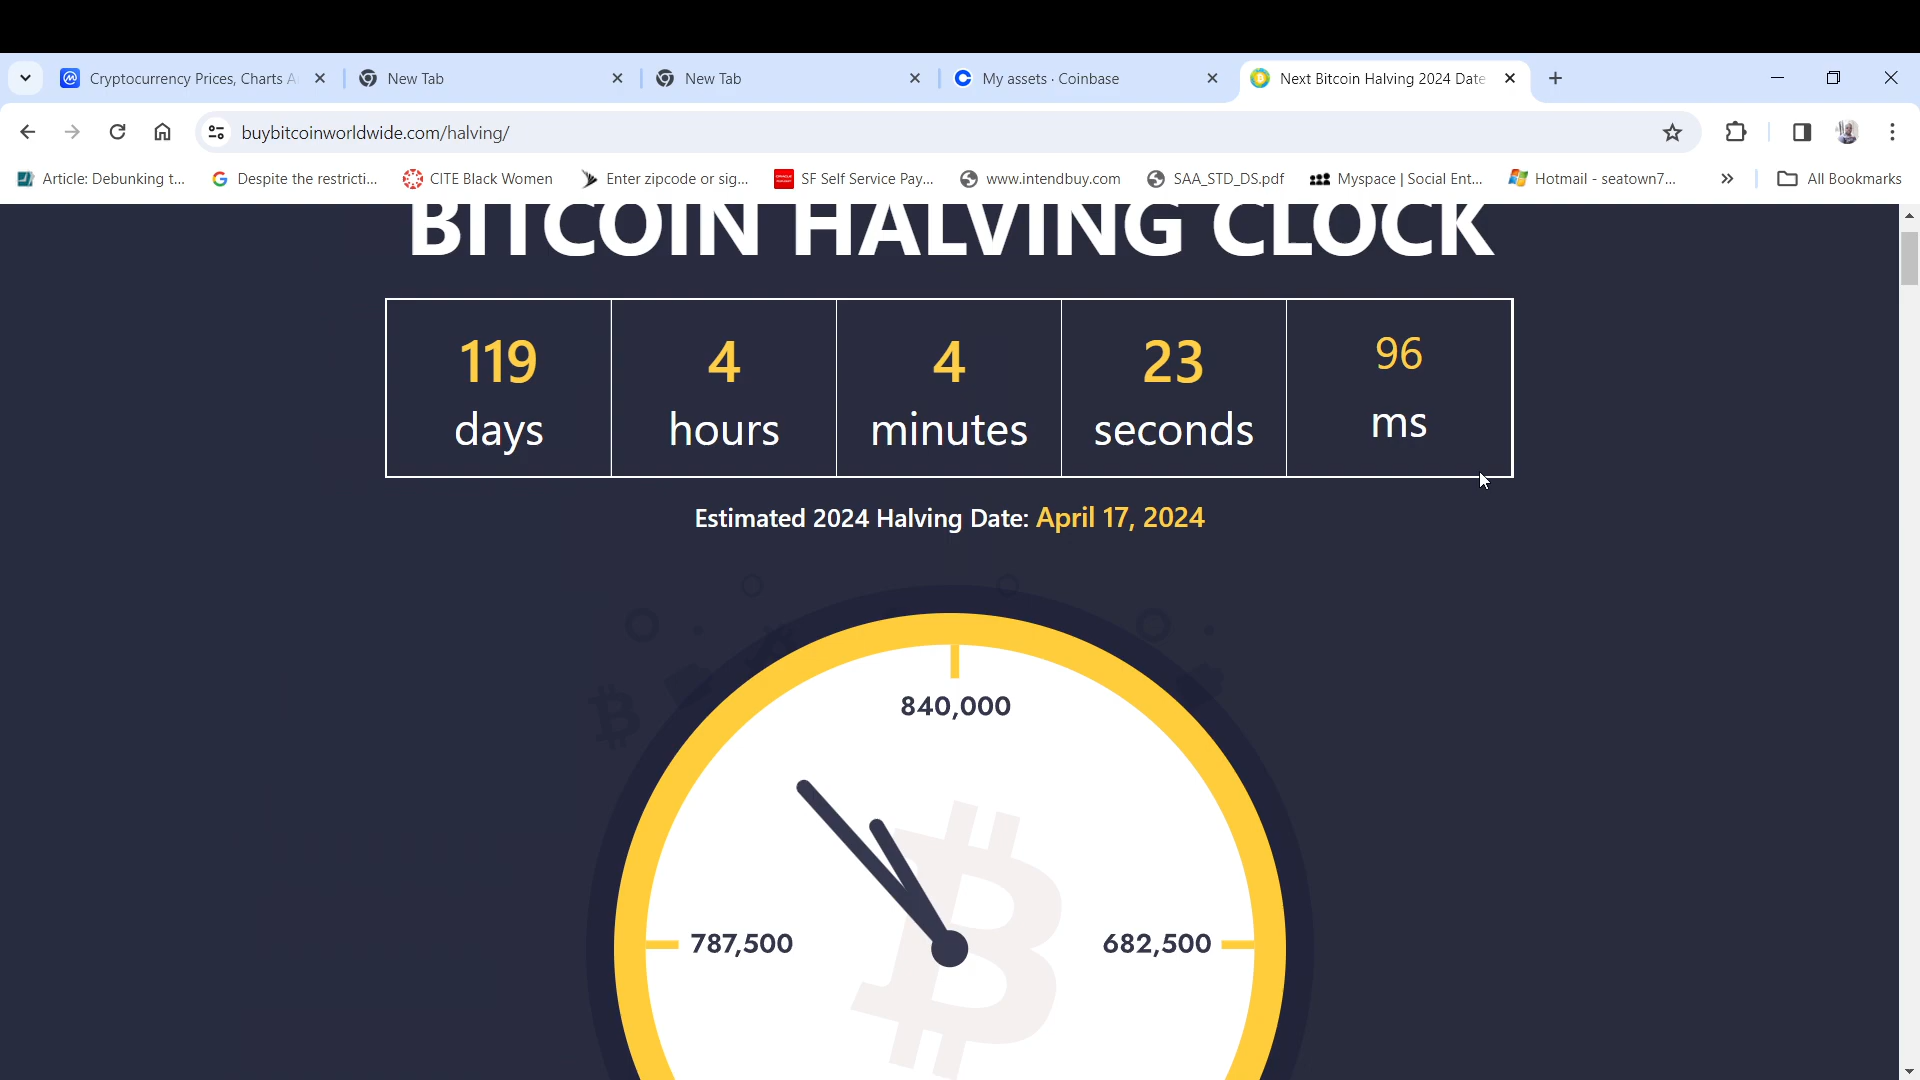 Cryptocurrency Prices, Charts A
New Tab
New Tab
My assets · Coinbase
Next Bitcoin Halving 2024 Date
buybitcoinworldwide.com/halving/
Article: Debunking t...
Despite the restricti...
CITE Black Women
Enter zipcode or sig...
SF Self Service Pay...
www.intendbuy.com
SAA_STD_DS.pdf
Myspace | Social Ent...
Hotmail - seatown7...
All Bookmarks
BITCOIN HALVING CLOCK
119 4 4 23 96
days hours minutes seconds ms
Estimated 2024 Halving Date: April 17, 2024
840,000
787,500 682,500